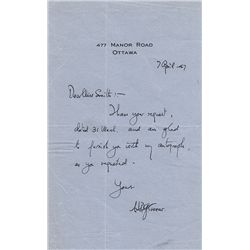 477 MANOR ROAD
OTTAWA
7 April '47
Dear Miss Smith :—
I have your request,
dated 31 March, and am glad
to furnish you with my autograph,
as you requested.
Yours